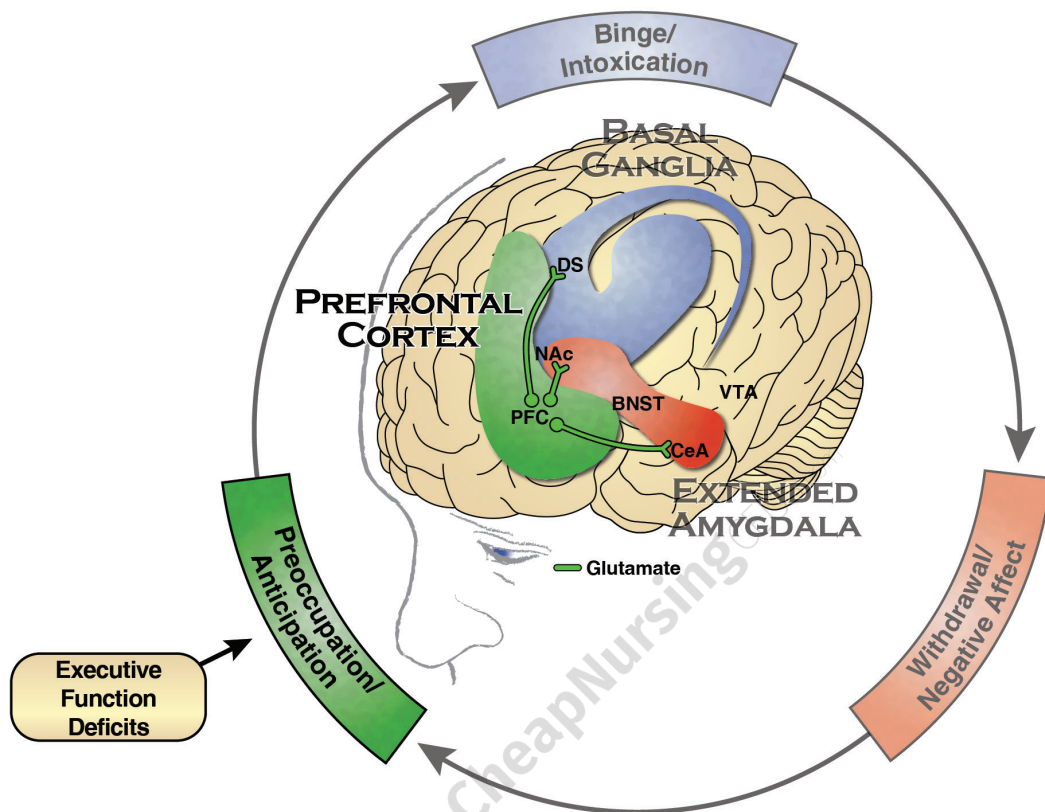 Binge/
Intoxication
BASAL
GANGLIA
DS
PREFRONTAL
CORTEX
NAc
VTA
BNST
PFC
CeA
EXTENDED
AMYGDALA
Glutamate
Preoccupation/
Anticipation
Withdrawal/
Negative Affect
Executive
Function
Deficits
CheapNursing